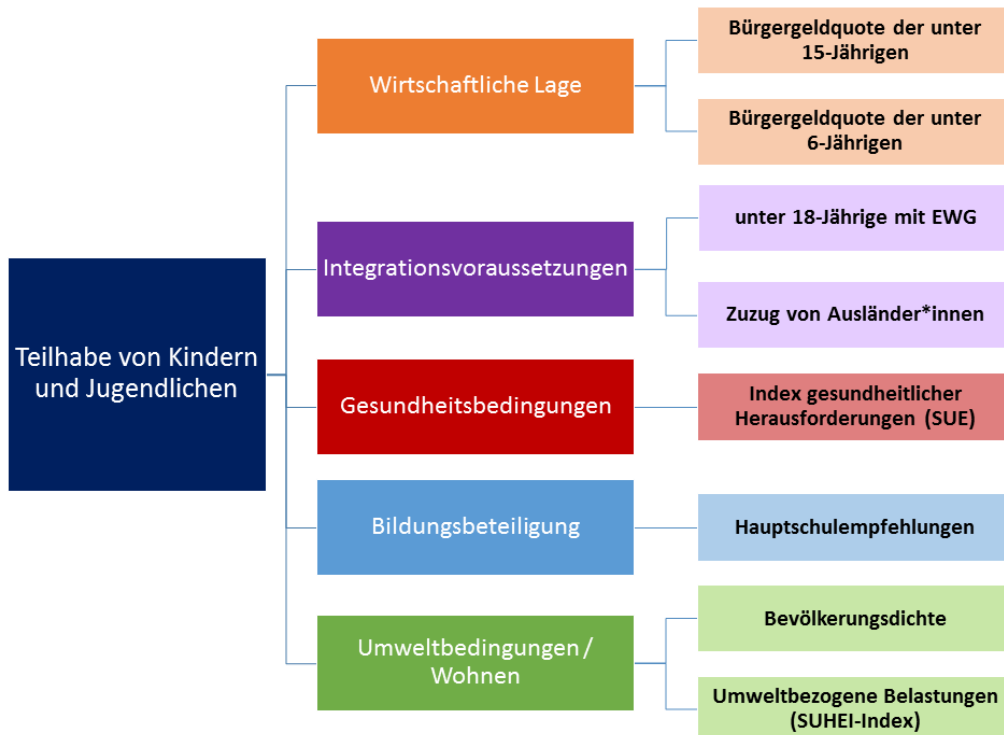 Teilhabe von Kindern
und Jugendlichen
Wirtschaftliche Lage
Bürgergeldquote der unter
15-Jährigen
Bürgergeldquote der unter
6-Jährigen
Integrationsvoraussetzungen
unter 18-Jährige mit EWG
Zuzug von Ausländer*innen
Gesundheitsbedingungen
Index gesundheitlicher
Herausforderungen (SUE)
Bildungsbeteiligung
Hauptschulempfehlungen
Umweltbedingungen /
Wohnen
Bevölkerungsdichte
Umweltbezogene Belastungen
(SUHEI-Index)